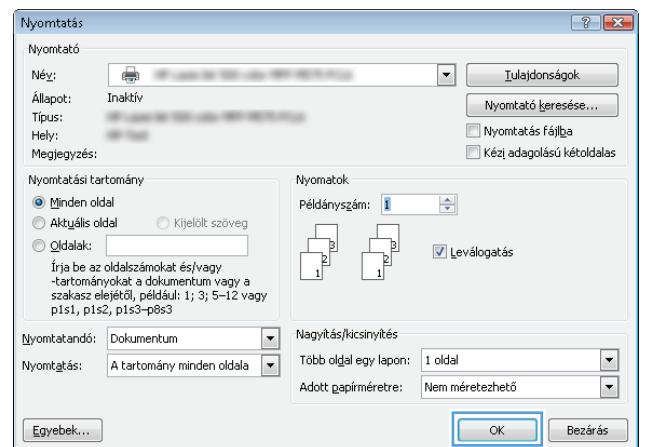 Nyomtatás
Nyomtató
Név:
Tulajdonságok
Állapot: Inaktív
Nyomtató keresése...
Típus:
Hely:
Nyomtatás fájlba
Megjegyzés:
Kézi adagolású kétoldalas
Nyomtatási tartomány
Minden oldal
Aktuális oldal Kijelölt szöveg
Oldalak:
Írja be az oldalszámokat és/vagy
-tartományokat a dokumentum vagy a
szakasz elejétől, például: 1; 3; 5–12 vagy
p1s1, p1s2, p1s3–p8s3
Nyomatok
Példányszám: 1
3 3
2 2
1 1
Leválogatás
Nyomtatandó: Dokumentum
Nyomtatás: A tartomány minden oldala
Nagyítás/kicsinyítés
Több oldal egy lapon: 1 oldal
Adott papírméretre: Nem méretezhető
Egyebek...
OK
Bezárás